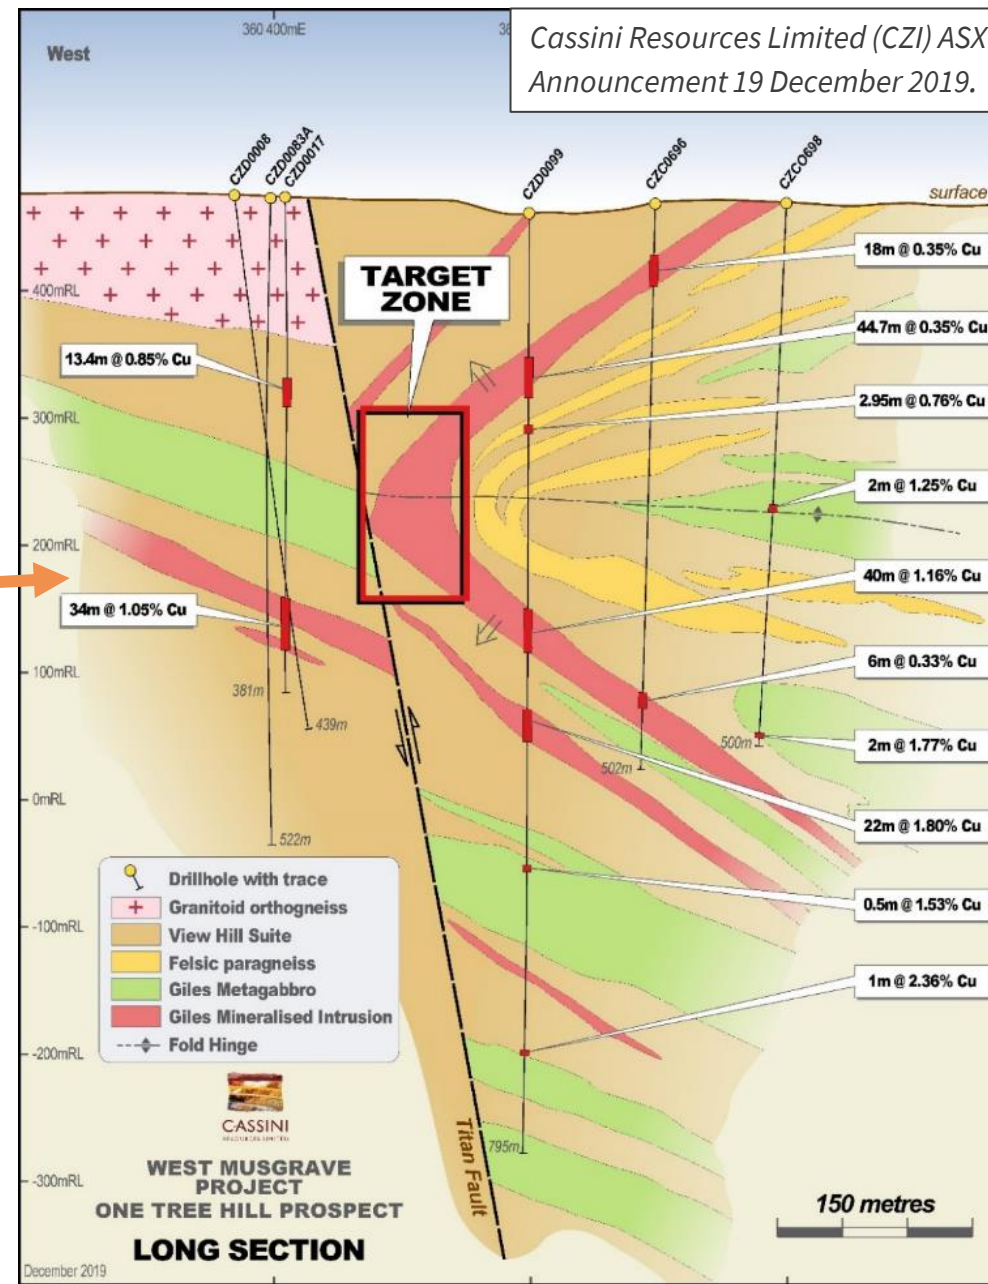 360 400mE
West
Cassini Resources Limited (CZI) ASX
Announcement 19 December 2019.
CZD0008
CZD0083A
CZD0017
CZD0099
CZC0696
CZCO698
surface
TARGET
ZONE
400mRL
300mRL
200mRL
100mRL
0mRL
-100mRL
-200mRL
-300mRL
13.4m @ 0.85% Cu
34m @ 1.05% Cu
18m @ 0.35% Cu
44.7m @ 0.35% Cu
2.95m @ 0.76% Cu
2m @ 1.25% Cu
40m @ 1.16% Cu
6m @ 0.33% Cu
2m @ 1.77% Cu
22m @ 1.80% Cu
0.5m @ 1.53% Cu
1m @ 2.36% Cu
381m
439m
522m
502m
500m
795m
Titan Fault
Drillhole with trace
Granitoid orthogneiss
View Hill Suite
Felsic paragneiss
Giles Metagabbro
Giles Mineralised Intrusion
Fold Hinge
CASSINI
RESOURCES LIMITED
WEST MUSGRAVE
PROJECT
ONE TREE HILL PROSPECT
LONG SECTION
150 metres
December 2019